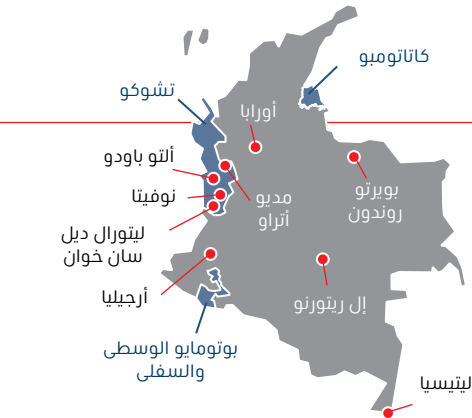 كاتاتومبو
تشوكو
أورابا
ألتو باودو
نوفيتا
مديو
أتراو
بويرتو
روندون
ليتورال ديل
سان خوان
أرجيليا
إل ريتورنو
بوتومايو الوسطى
والسفلى
ليتيسيا